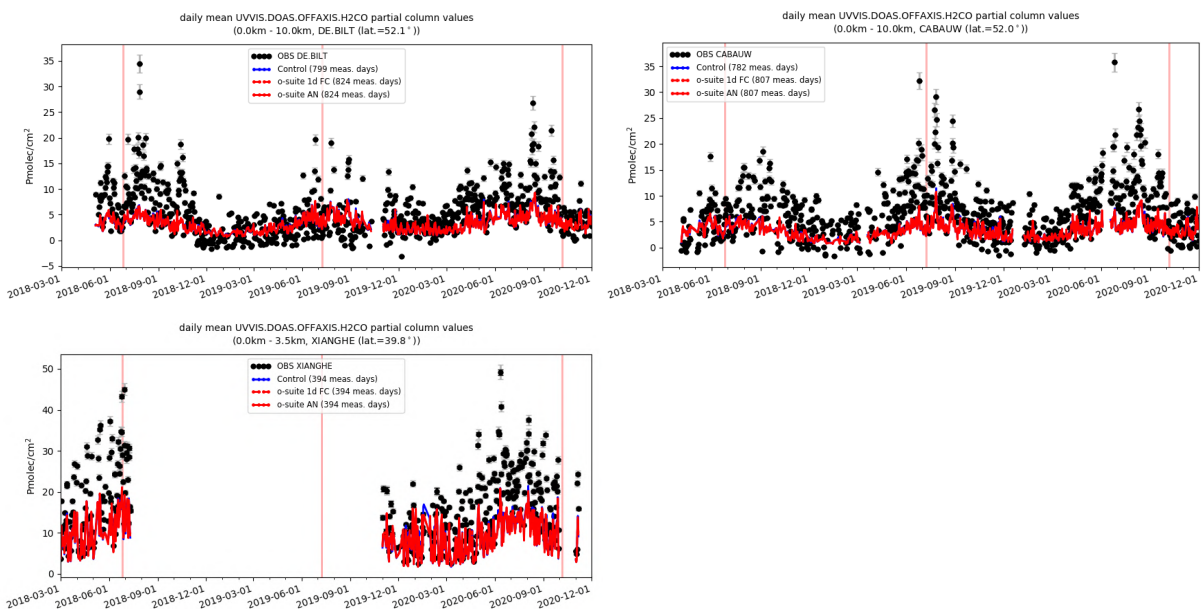 daily mean UVVIS.DOAS.OFFAXIS.H2CO partial column values
(0.0km - 10.0km, DE.BILT (lat.=52.1°))
Pmolec/cm²
35
30
25
20
15
10
5
0
−5
OBS DE.BILT
Control (799 meas. days)
o-suite 1d FC (824 meas. days)
o-suite AN (824 meas. days)
2018-03-01
2018-06-01
2018-09-01
2018-12-01
2019-03-01
2019-06-01
2019-09-01
2019-12-01
2020-03-01
2020-06-01
2020-09-01
2020-12-01
daily mean UVVIS.DOAS.OFFAXIS.H2CO partial column values
(0.0km - 10.0km, CABAUW (lat.=52.0°))
Pmolec/cm²
35
30
25
20
15
10
5
0
OBS CABAUW
Control (782 meas. days)
o-suite 1d FC (807 meas. days)
o-suite AN (807 meas. days)
2018-03-01
2018-06-01
2018-09-01
2018-12-01
2019-03-01
2019-06-01
2019-09-01
2019-12-01
2020-03-01
2020-06-01
2020-09-01
2020-12-01
daily mean UVVIS.DOAS.OFFAXIS.H2CO partial column values
(0.0km - 3.5km, XIANGHE (lat.=39.8°))
Pmolec/cm²
50
40
30
20
10
0
OBS XIANGHE
Control (394 meas. days)
o-suite 1d FC (394 meas. days)
o-suite AN (394 meas. days)
2018-03-01
2018-06-01
2018-09-01
2018-12-01
2019-03-01
2019-06-01
2019-09-01
2019-12-01
2020-03-01
2020-06-01
2020-09-01
2020-12-01